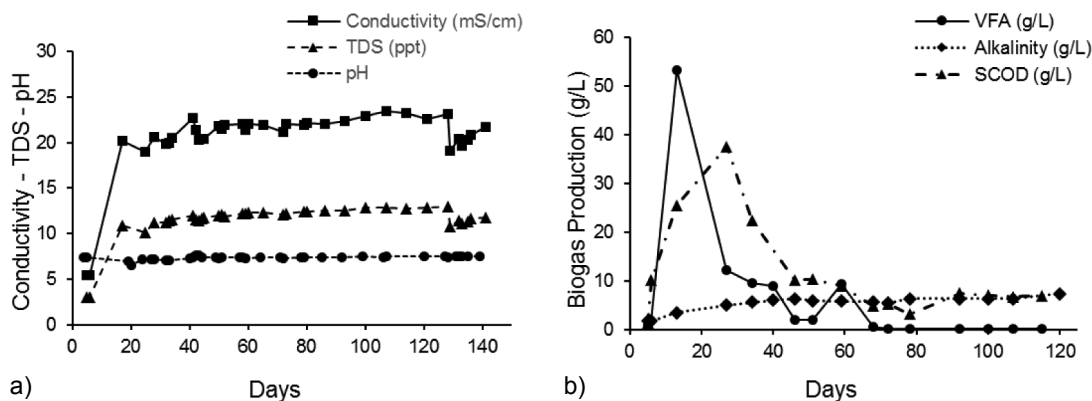 Conductivity (mS/cm)
TDS (ppt)
pH
30
25
20
15
10
5
0
0 20 40 60 80 100 120 140
Conductivity - TDS - pH
Days
a)
VFA (g/L)
Alkalinity (g/L)
SCOD (g/L)
60
50
40
30
20
10
0
0 20 40 60 80 100 120
Biogas Production (g/L)
Days
b)